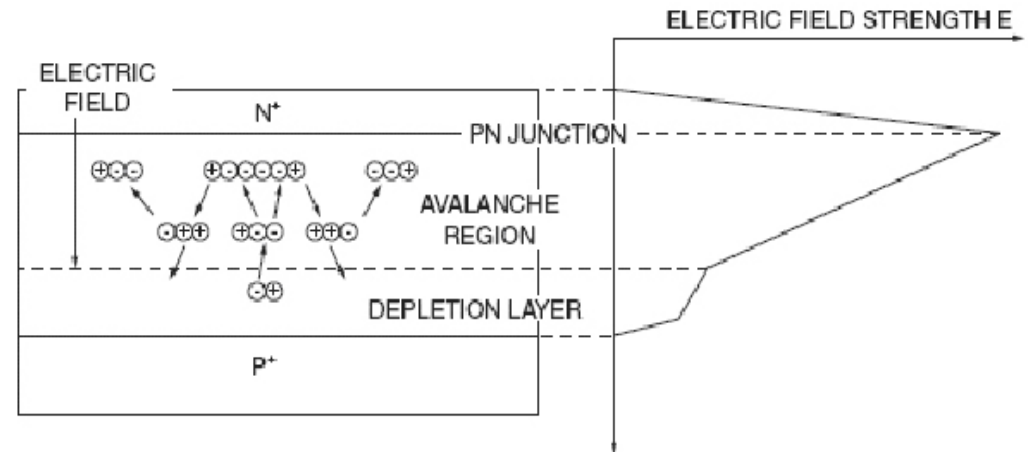 ELECTRIC FIELD STRENGTH E
ELECTRIC
FIELD
N+
PN JUNCTION
AVALANCHE
REGION
DEPLETION LAYER
P+